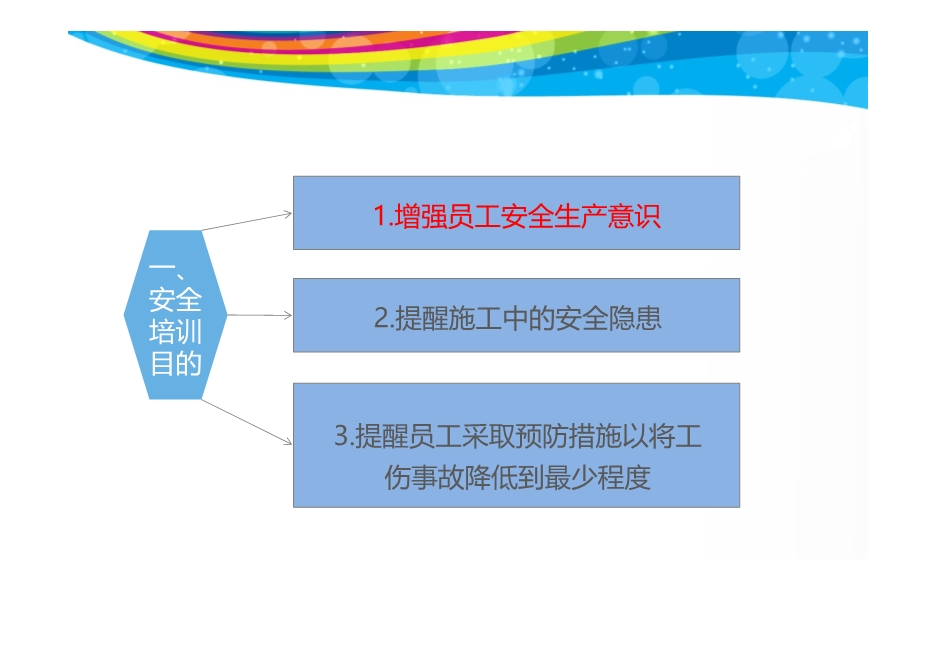 一、
安全
培训
目的
1.增强员工安全生产意识
2.提醒施工中的安全隐患
3.提醒员工采取预防措施以将工
伤事故降低到最少程度